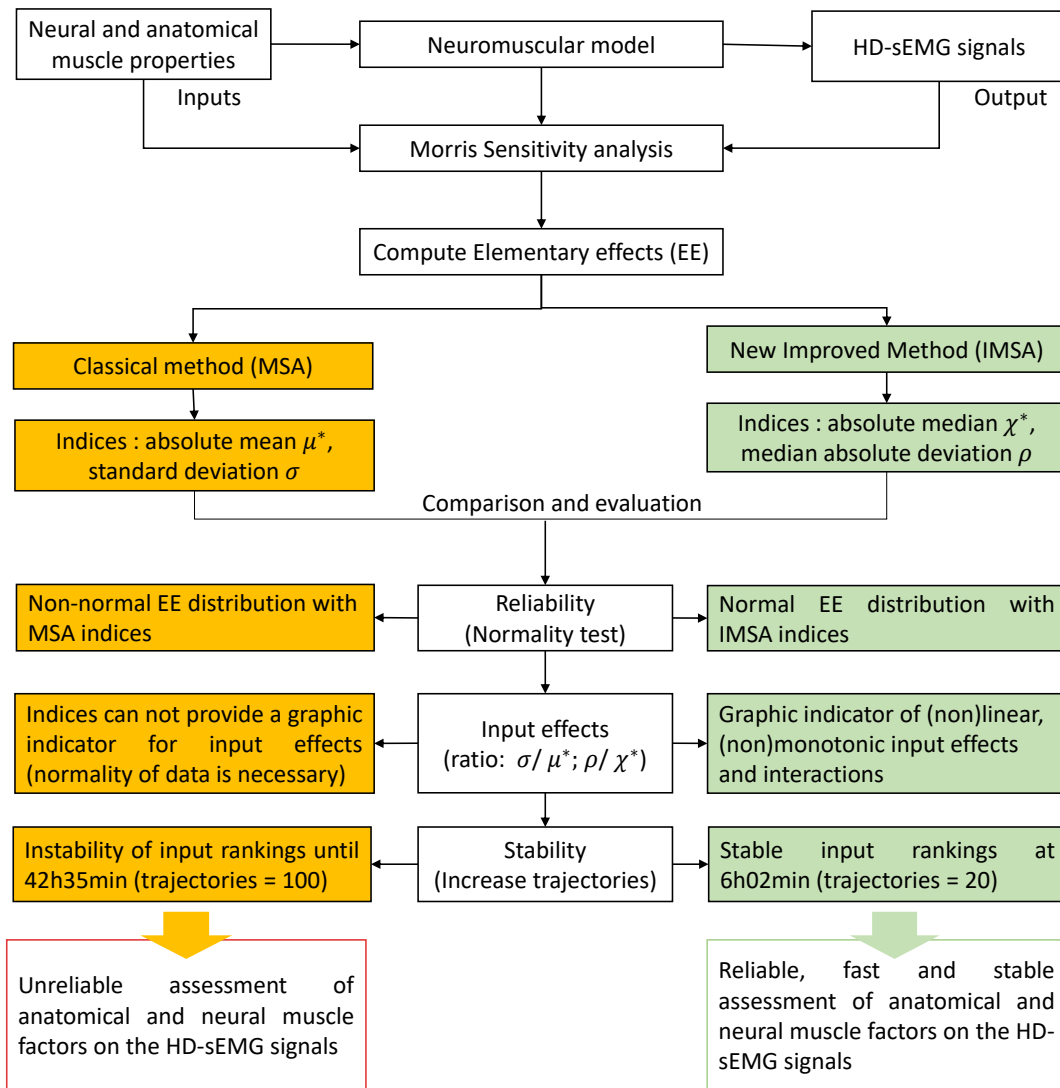 Neural and anatomical
muscle properties
Neuromuscular model
HD-sEMG signals
Inputs
Output
Morris Sensitivity analysis
Compute Elementary effects (EE)
Classical method (MSA)
New Improved Method (IMSA)
Indices : absolute mean μ*,
standard deviation σ
Indices : absolute median χ*,
median absolute deviation ρ
Comparison and evaluation
Non-normal EE distribution with
MSA indices
Reliability
(Normality test)
Normal EE distribution with
IMSA indices
Indices can not provide a graphic
indicator for input effects
(normality of data is necessary)
Input effects
(ratio: σ/ μ*; ρ/ χ*)
Graphic indicator of (non)linear,
(non)monotonic input effects
and interactions
Instability of input rankings until
42h35min (trajectories = 100)
Stability
(Increase trajectories)
Stable input rankings at
6h02min (trajectories = 20)
Unreliable assessment of
anatomical and neural muscle
factors on the HD-sEMG signals
Reliable, fast and stable
assessment of anatomical and
neural muscle factors on the HD-
sEMG signals